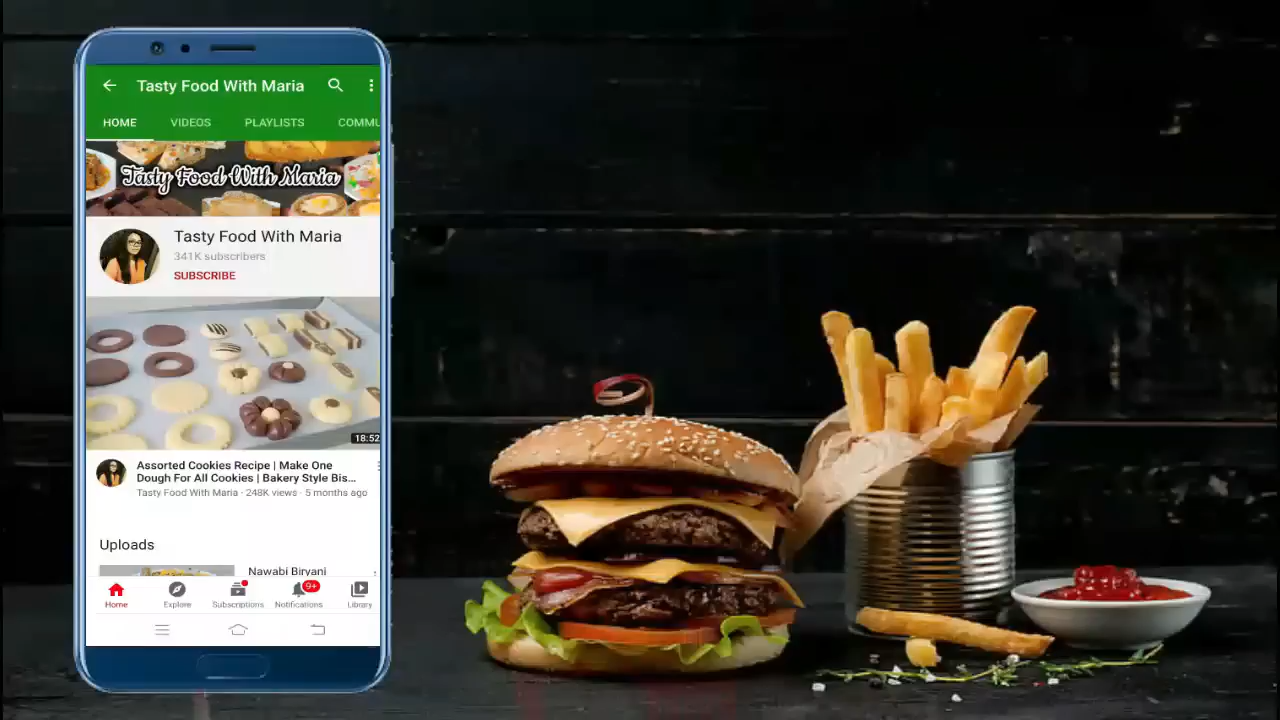 Tasty Food With Maria
HOME VIDEOS PLAYLISTS COMMU
Tasty Food With Maria
Tasty Food With Maria
341K subscribers
SUBSCRIBE
18:52
Assorted Cookies Recipe | Make One
Dough For All Cookies | Bakery Style Bis...
Tasty Food With Maria · 248K views · 5 months ago
Uploads
Nawabi Biryani
9+
Home Explore Subscriptions Notifications Library